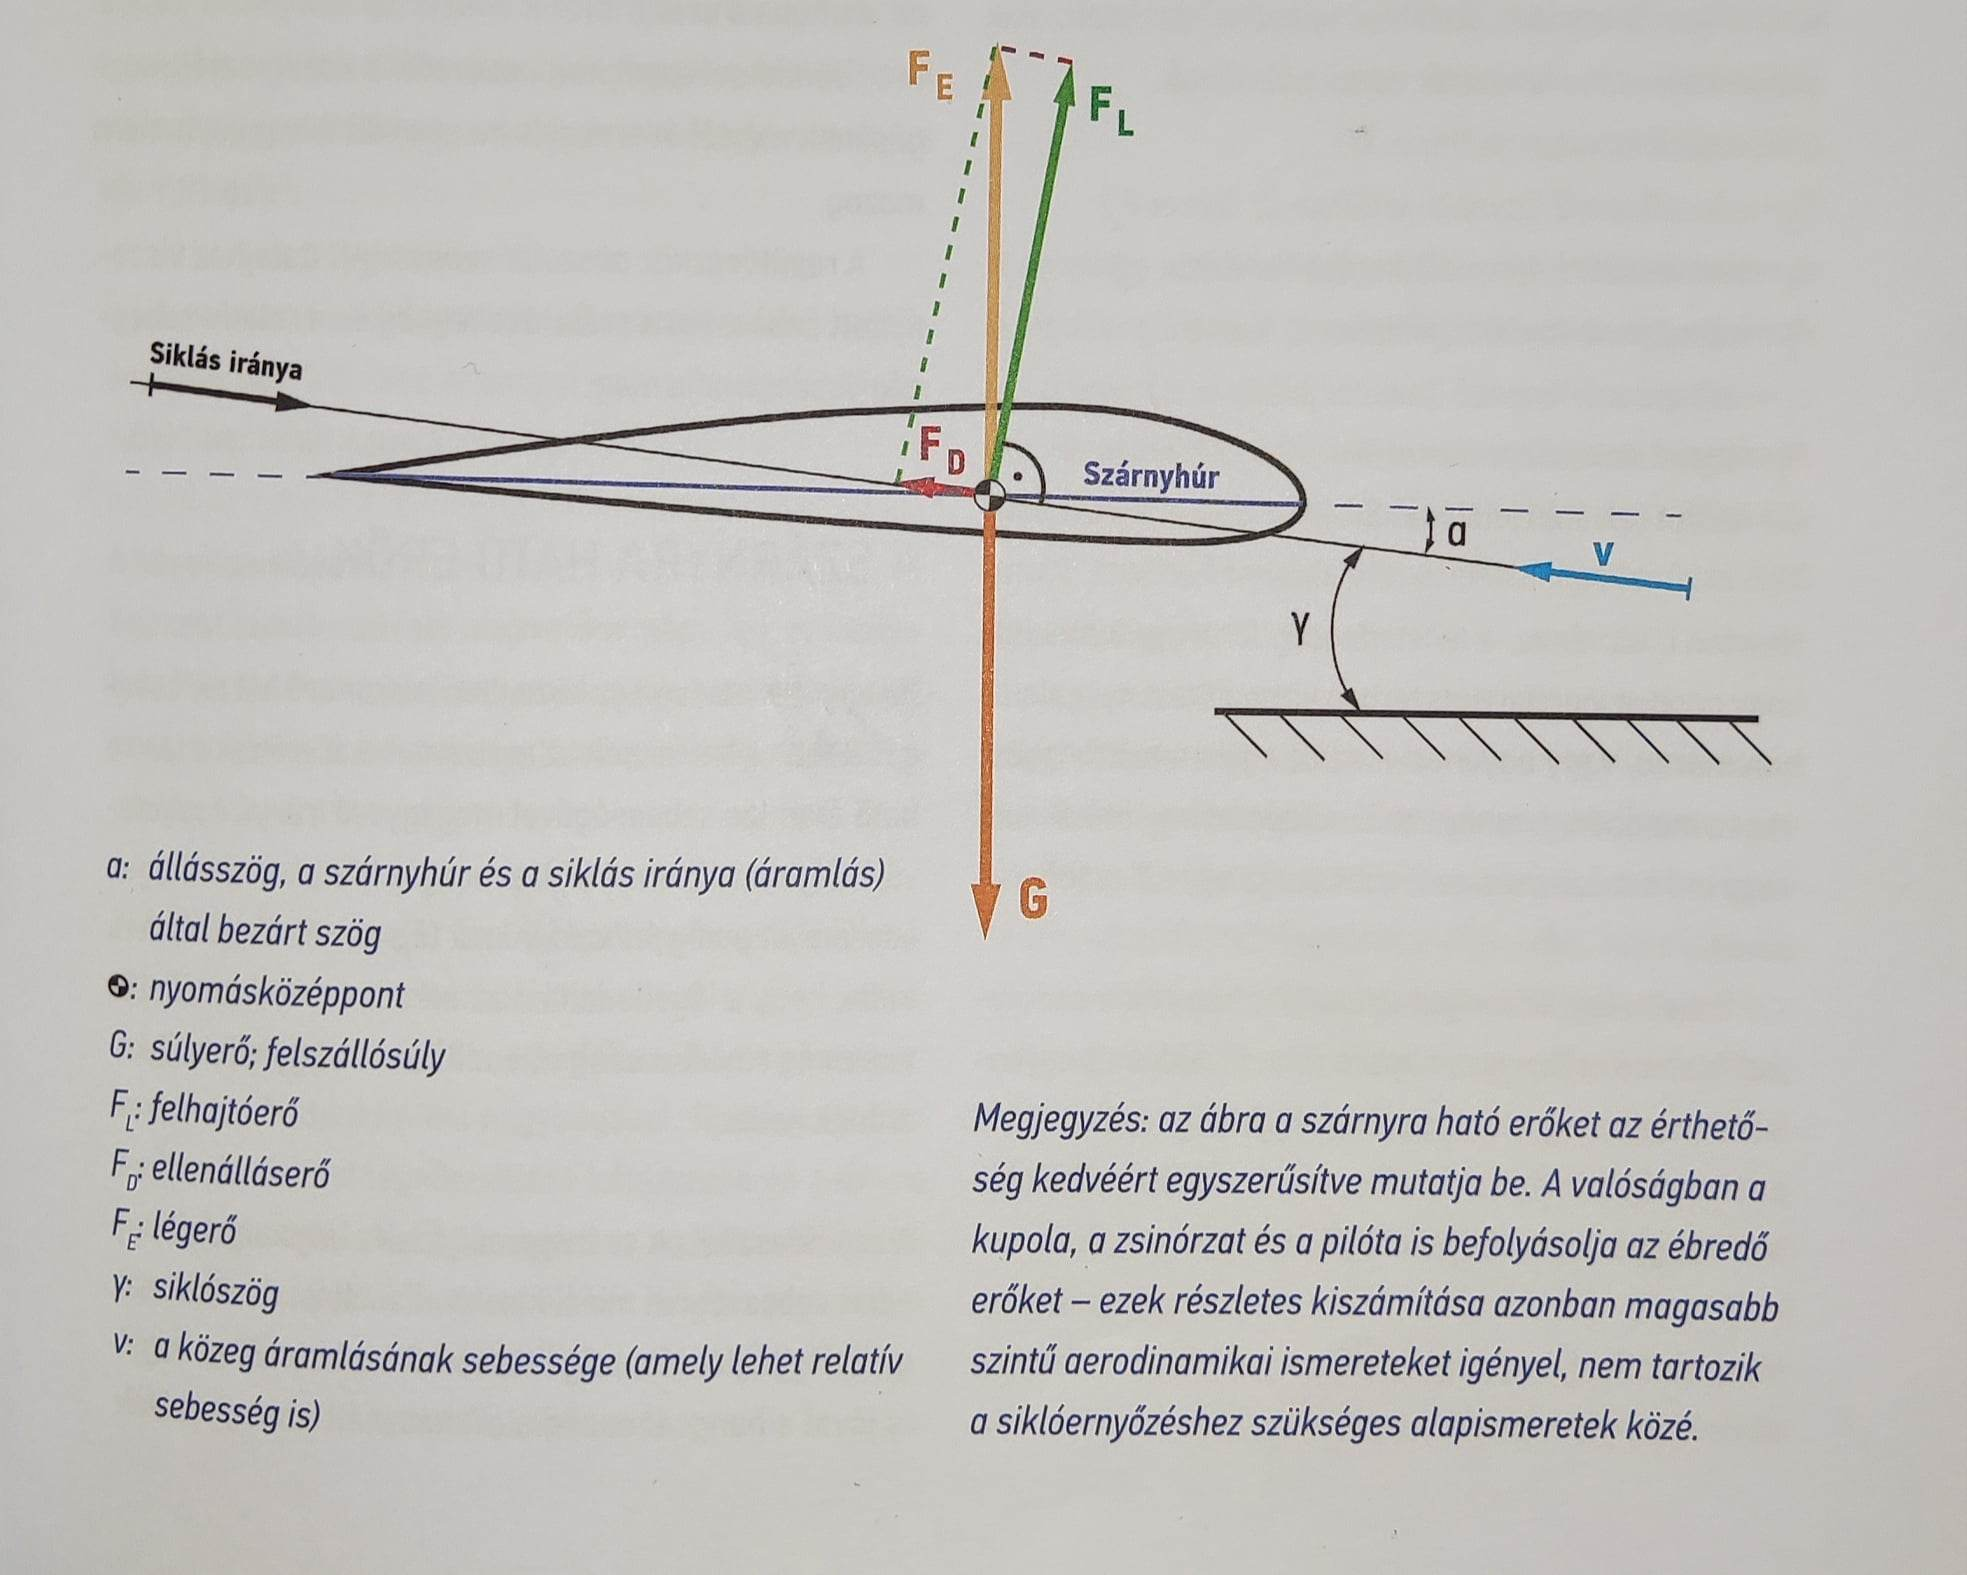 F_E
F_L
Siklás iránya
F_D
Szárnyhúr
α
v
γ
G
α: állásszög, a szárnyhúr és a siklás iránya (áramlás)
által bezárt szög
: nyomásközéppont
G: súlyerő; felszállósúly
F_L: felhajtóerő
F_D: ellenálláserő
F_E: légerő
γ: siklószög
v: a közeg áramlásának sebessége (amely lehet relatív
sebesség is)
Megjegyzés: az ábra a szárnyra ható erőket az érthető-
ség kedvéért egyszerűsítve mutatja be. A valóságban a
kupola, a zsinórzat és a pilóta is befolyásolja az ébredő
erőket – ezek részletes kiszámítása azonban magasabb
szintű aerodinamikai ismereteket igényel, nem tartozik
a siklóernyőzéshez szükséges alapismeretek közé.